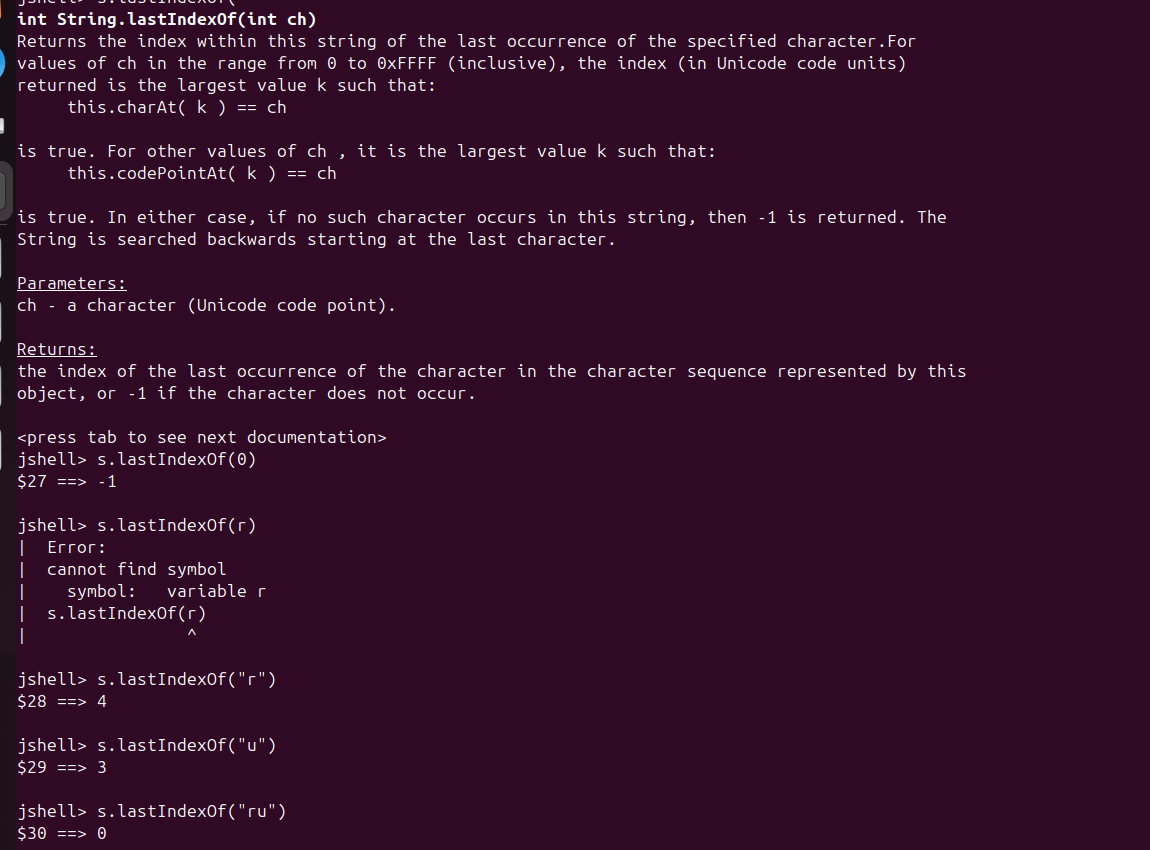 jshell> s.lastIndexOf(
int String.lastIndexOf(int ch)
Returns the index within this string of the last occurrence of the specified character.For
values of ch in the range from 0 to 0xFFFF (inclusive), the index (in Unicode code units)
returned is the largest value k such that:
     this.charAt( k ) == ch

is true. For other values of ch , it is the largest value k such that:
     this.codePointAt( k ) == ch

is true. In either case, if no such character occurs in this string, then -1 is returned. The
String is searched backwards starting at the last character.

Parameters:
ch - a character (Unicode code point).

Returns:
the index of the last occurrence of the character in the character sequence represented by this
object, or -1 if the character does not occur.

<press tab to see next documentation>
jshell> s.lastIndexOf(0)
$27 ==> -1

jshell> s.lastIndexOf(r)
|  Error:
|  cannot find symbol
|    symbol:   variable r
|  s.lastIndexOf(r)
|                ^

jshell> s.lastIndexOf("r")
$28 ==> 4

jshell> s.lastIndexOf("u")
$29 ==> 3

jshell> s.lastIndexOf("ru")
$30 ==> 0